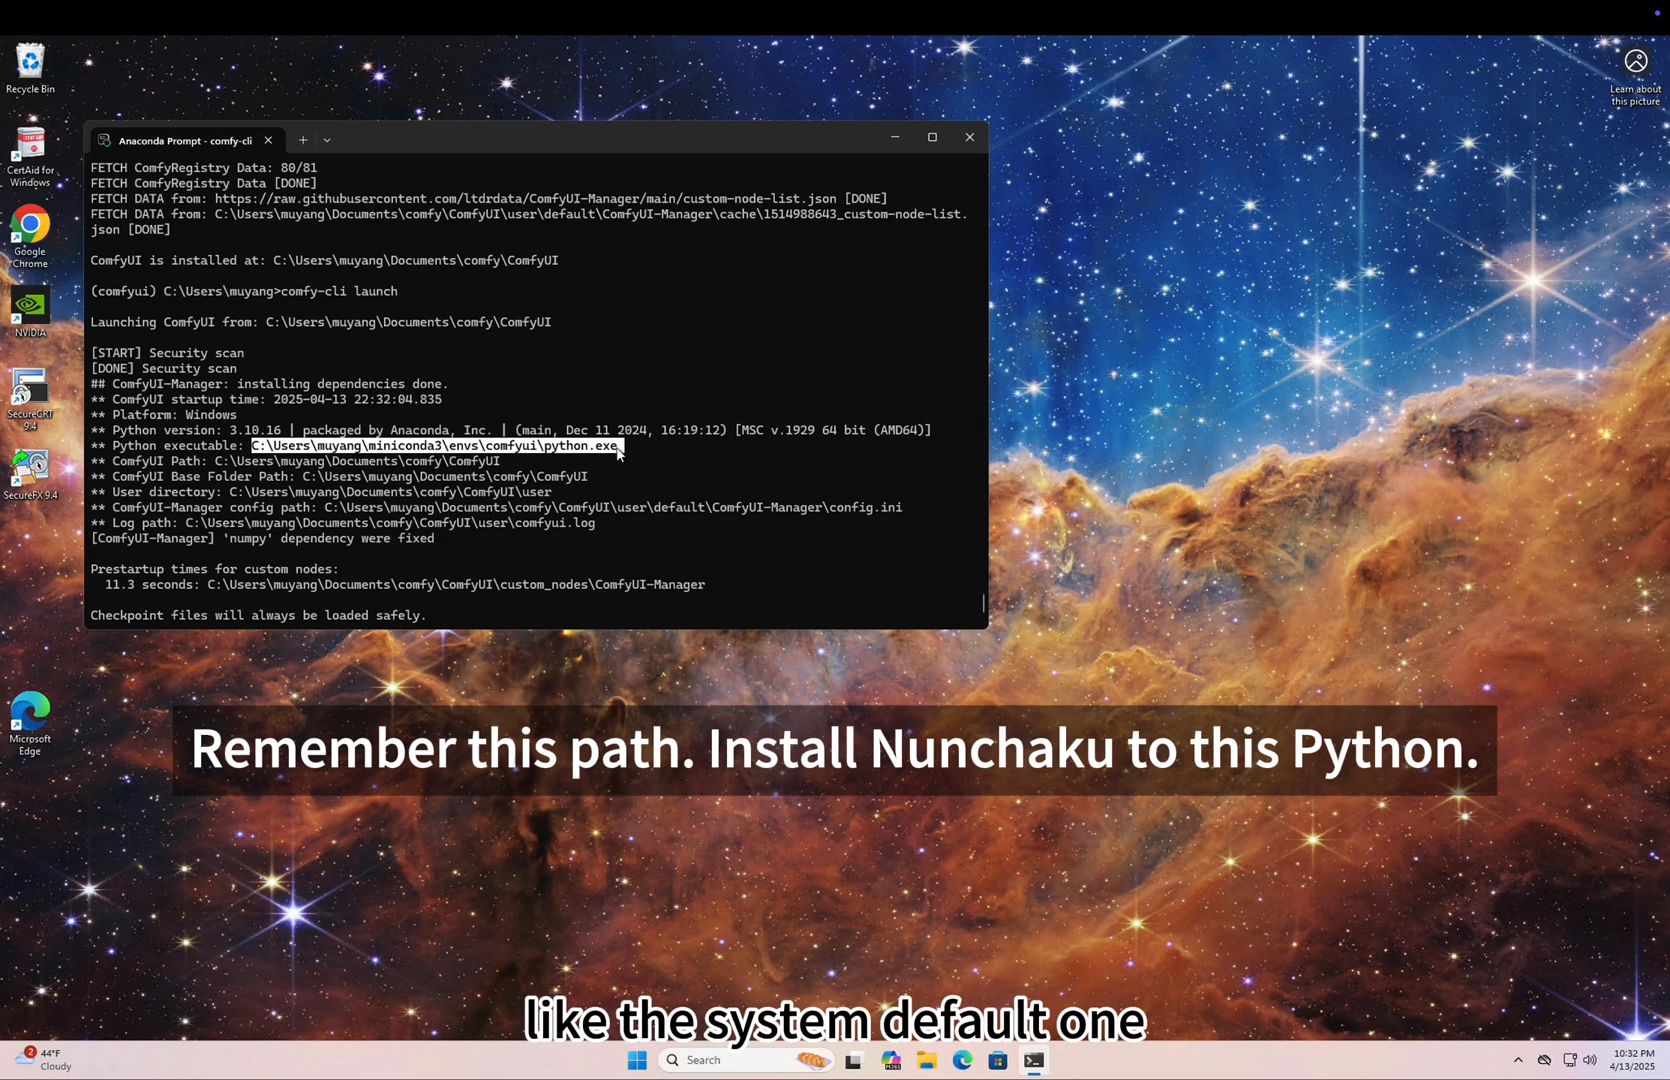 Recycle Bin
CertAid for
Windows
Google
Chrome
NVIDIA
SecureCRT
9.4
SecureFX 9.4
Microsoft
Edge
Learn about
this picture
Anaconda Prompt - comfy-cli
FETCH ComfyRegistry Data: 80/81
FETCH ComfyRegistry Data [DONE]
FETCH DATA from: https://raw.githubusercontent.com/ltdrdata/ComfyUI-Manager/main/custom-node-list.json [DONE]
FETCH DATA from: C:\Users\muyang\Documents\comfy\ComfyUI\user\default\ComfyUI-Manager\cache\1514988643_custom-node-list.
json [DONE]
ComfyUI is installed at: C:\Users\muyang\Documents\comfy\ComfyUI
(comfyui) C:\Users\muyang>comfy-cli launch
Launching ComfyUI from: C:\Users\muyang\Documents\comfy\ComfyUI
[START] Security scan
[DONE] Security scan
## ComfyUI-Manager: installing dependencies done.
** ComfyUI startup time: 2025-04-13 22:32:04.835
** Platform: Windows
** Python version: 3.10.16 | packaged by Anaconda, Inc. | (main, Dec 11 2024, 16:19:12) [MSC v.1929 64 bit (AMD64)]
** Python executable: C:\Users\muyang\miniconda3\envs\comfyui\python.exe
** ComfyUI Path: C:\Users\muyang\Documents\comfy\ComfyUI
** ComfyUI Base Folder Path: C:\Users\muyang\Documents\comfy\ComfyUI
** User directory: C:\Users\muyang\Documents\comfy\ComfyUI\user
** ComfyUI-Manager config path: C:\Users\muyang\Documents\comfy\ComfyUI\user\default\ComfyUI-Manager\config.ini
** Log path: C:\Users\muyang\Documents\comfy\ComfyUI\user\comfyui.log
[ComfyUI-Manager] 'numpy' dependency were fixed
Prestartup times for custom nodes:
11.3 seconds: C:\Users\muyang\Documents\comfy\ComfyUI\custom_nodes\ComfyUI-Manager
Checkpoint files will always be loaded safely.
Remember this path. Install Nunchaku to this Python.
like the system default one
2
44°F
Cloudy
Search
10:32 PM
4/13/2025